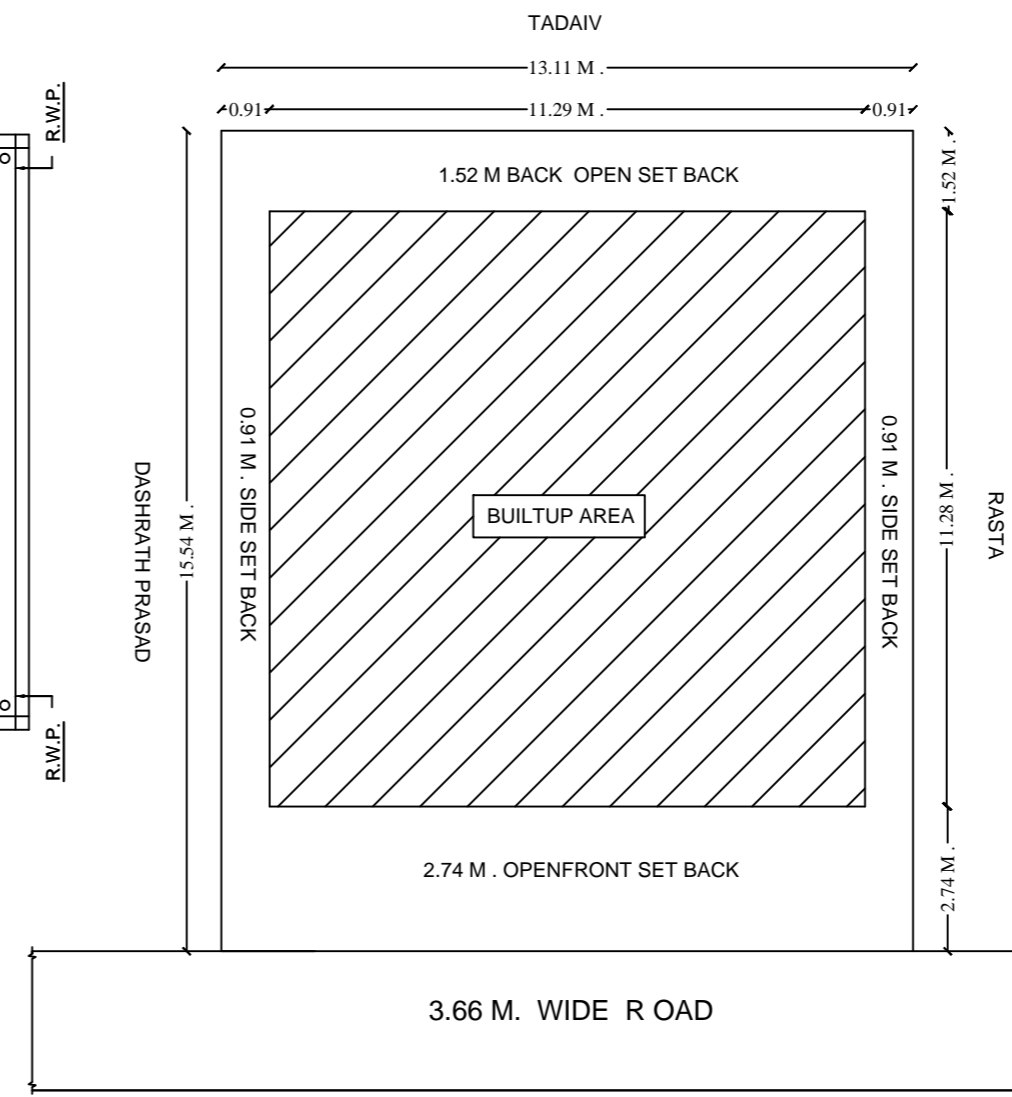 TADAIV
13.11 M .
0.91
11.29 M .
0.91
R.W.P.
1.52 M BACK  OPEN SET BACK
1.52 M .
0.91 M . SIDE SET BACK
0.91 M . SIDE SET BACK
DASHRATH PRASAD
15.54 M .
BUILTUP AREA
11.28 M .
RASTA
R.W.P.
2.74 M . OPENFRONT SET BACK
2.74 M .
3.66 M.  WIDE  R OAD